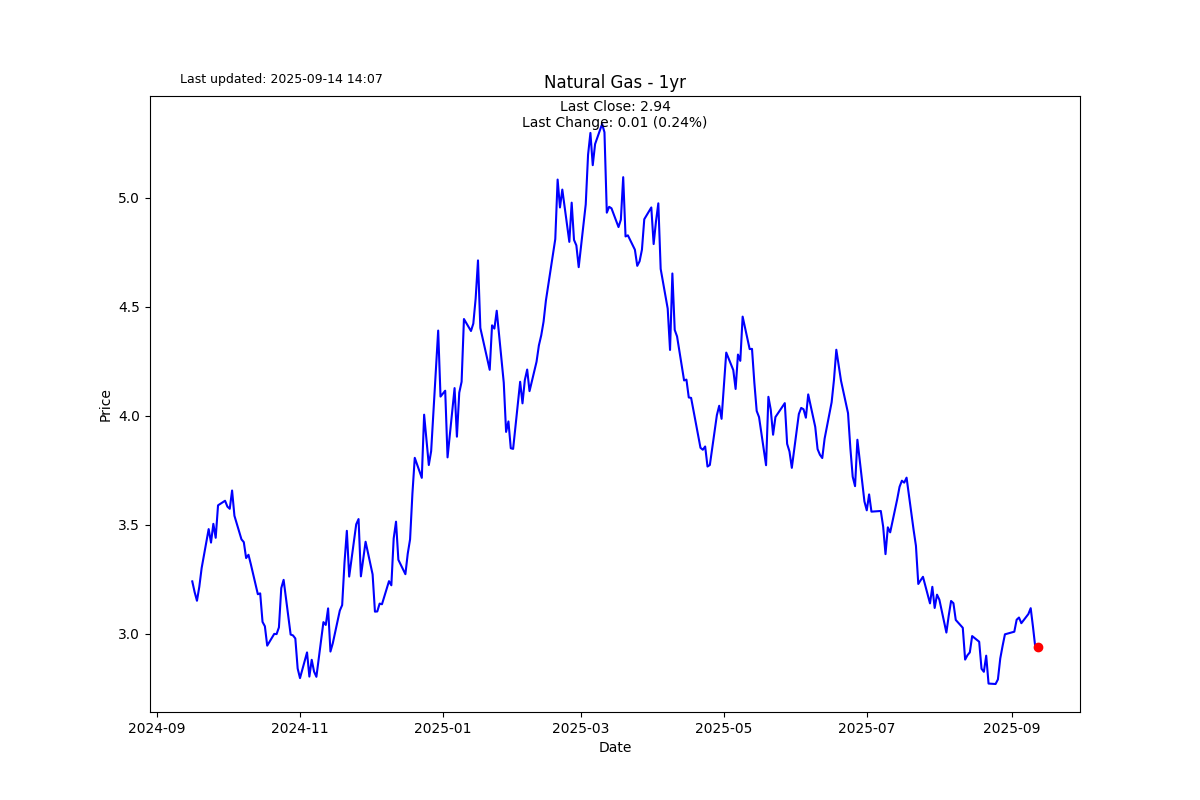 Last updated: 2025-09-14 14:07
Natural Gas - 1yr
Last Close: 2.94
Last Change: 0.01 (0.24%)
Price
5.0
4.5
4.0
3.5
3.0
2024-09 2024-11 2025-01 2025-03 2025-05 2025-07 2025-09
Date